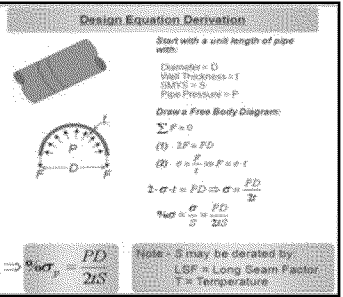 Design Equation Derivation
Start with a unit length of pipe
with:
Diameter = D
Wall Thickness = t
SMYS = S
Pipe Pressure = P
Draw a Free Body Diagram:
∑ F = 0
(1) 2F = PD
(2) σ = F/t ⇒ F = σ·t
2·σ·t = PD ⇒ σ = PD/2t
%σ = σ/S = PD/2tS
t
P
F D F
⇒ %σp = PD/2tS
Note - S may be derated by:
LSF = Long Seam Factor
T = Temperature